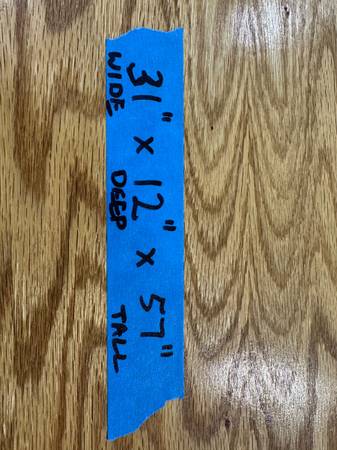 31" x 12" x 57"
WIDE DEEP TALL